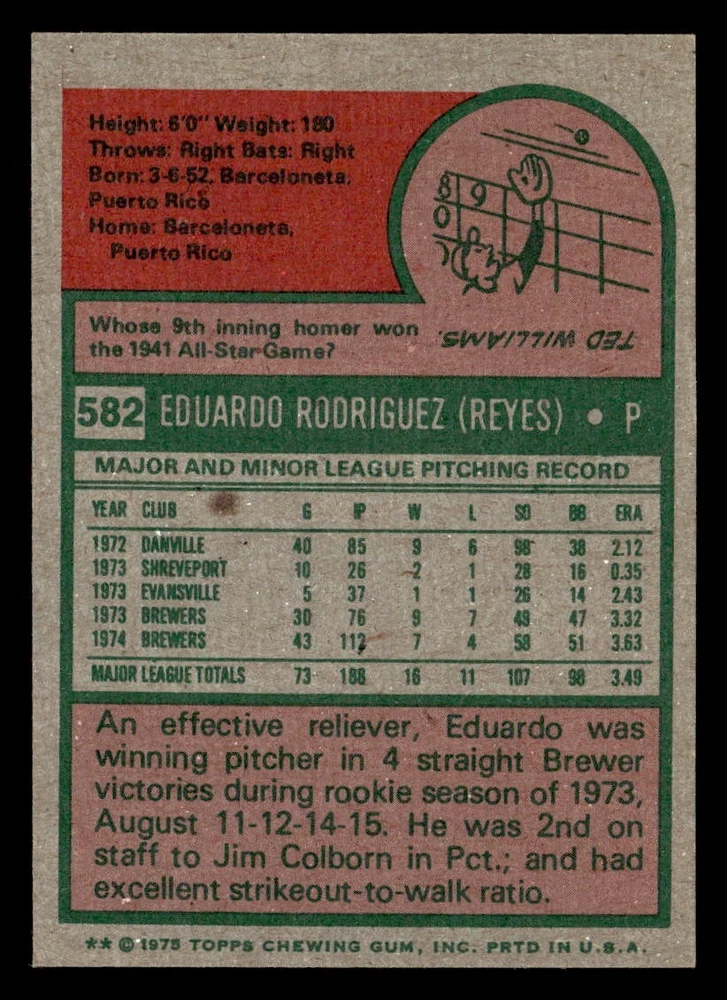 Height: 6'0" Weight: 180
Throws: Right Bats: Right
Born: 3-6-52, Barceloneta,
Puerto Rico
Home: Barceloneta,
Puerto Rico
8 9
0
Whose 9th inning homer won
the 1941 All-Star Game?
TED WILLIAMS.
582 EDUARDO RODRIGUEZ (REYES) • P
MAJOR AND MINOR LEAGUE PITCHING RECORD
YEAR CLUB G IP W L SO BB ERA
1972 DANVILLE 40 85 9 6 98 38 2.12
1973 SHREVEPORT 10 26 2 1 28 16 0.35
1973 EVANSVILLE 5 37 1 1 26 14 2.43
1973 BREWERS 30 76 9 7 49 47 3.32
1974 BREWERS 43 112 7 4 58 51 3.63
MAJOR LEAGUE TOTALS 73 188 16 11 107 98 3.49
An effective reliever, Eduardo was
winning pitcher in 4 straight Brewer
victories during rookie season of 1973,
August 11-12-14-15. He was 2nd on
staff to Jim Colborn in Pct.; and had
excellent strikeout-to-walk ratio.
** © 1975 TOPPS CHEWING GUM, INC. PRTD IN U.S.A.